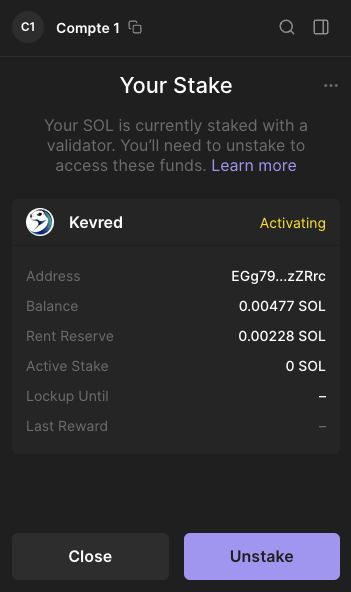 C1
Compte 1
Your Stake
Your SOL is currently staked with a
validator. You’ll need to unstake to
access these funds. Learn more
Kevred
Activating
Address
EGg79...zZRrc
Balance
0.00477 SOL
Rent Reserve
0.00228 SOL
Active Stake
0 SOL
Lockup Until
–
Last Reward
–
Close
Unstake